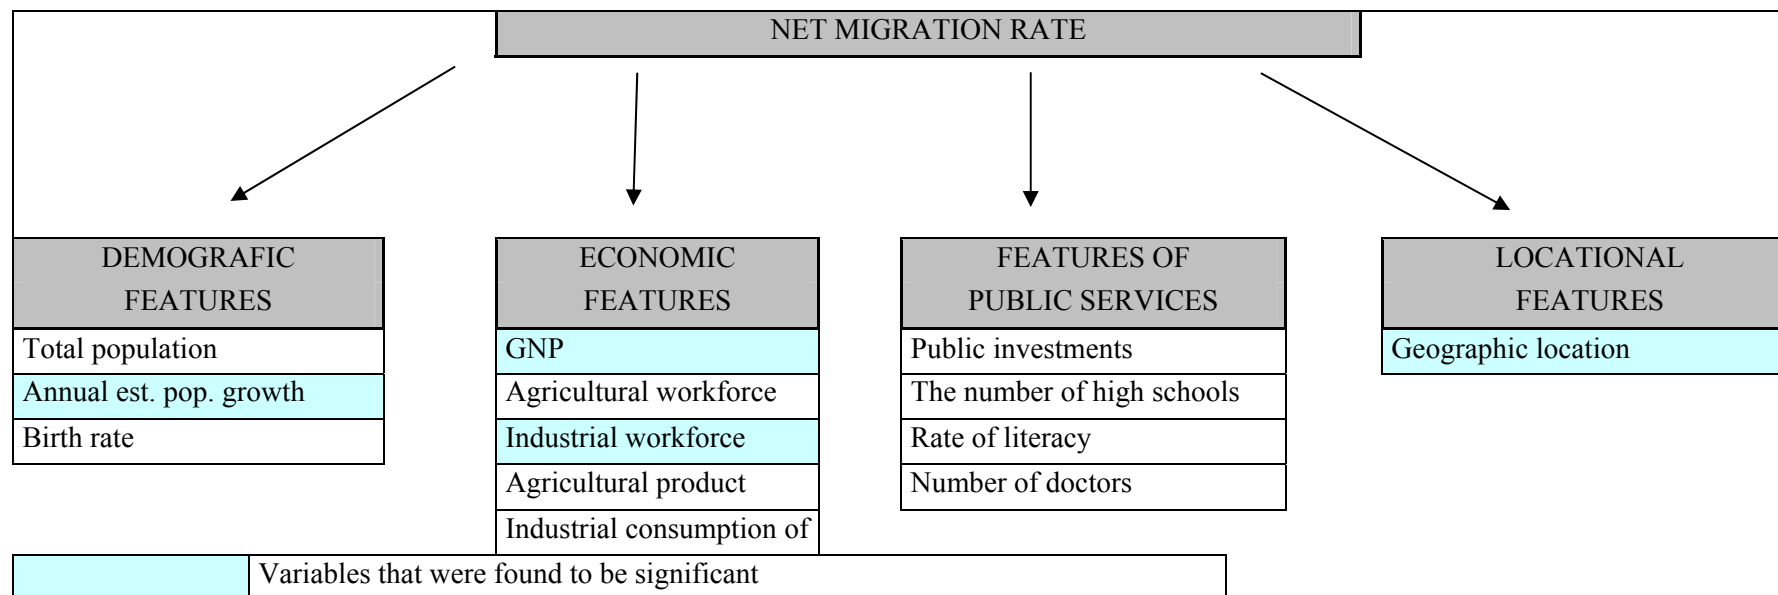 NET MIGRATION RATE
DEMOGRAFIC
FEATURES
Total population
Annual est. pop. growth
Birth rate
ECONOMIC
FEATURES
GNP
Agricultural workforce
Industrial workforce
Agricultural product
Industrial consumption of
FEATURES OF
PUBLIC SERVICES
Public investments
The number of high schools
Rate of literacy
Number of doctors
LOCATIONAL
FEATURES
Geographic location
Variables that were found to be significant